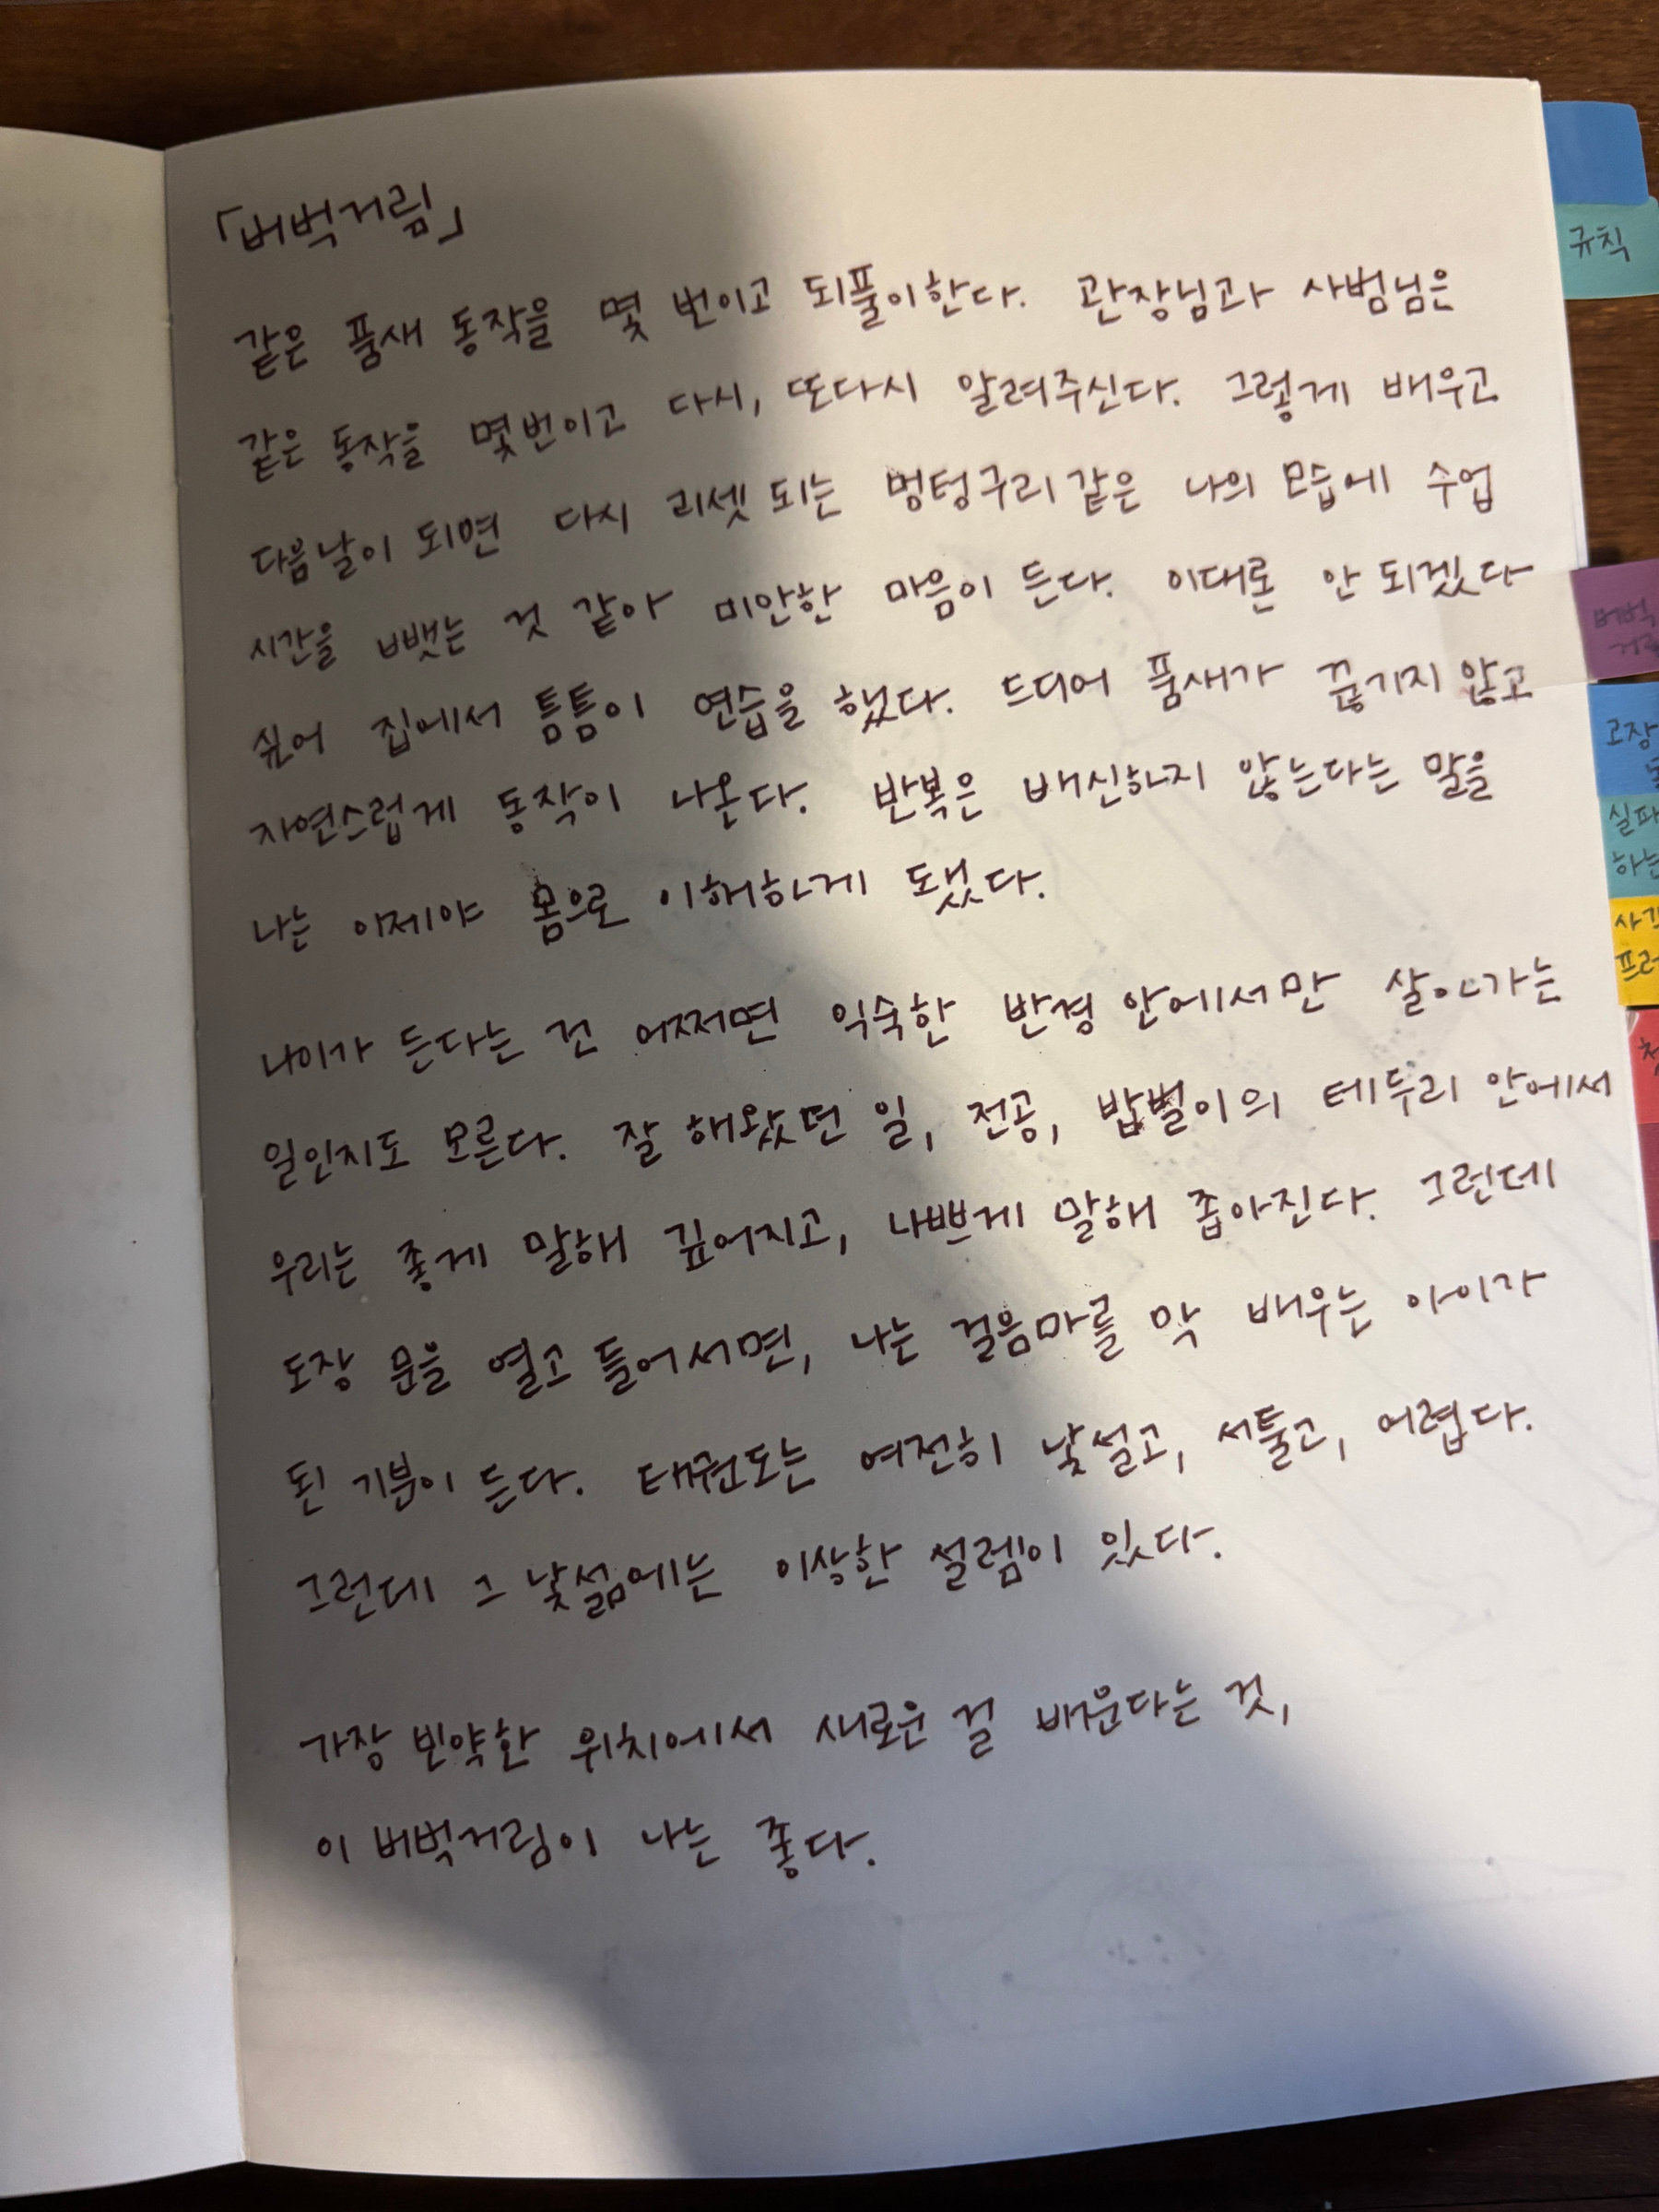 「버벅거림」
같은 품새 동작을 몇 번이고 되풀이한다. 관장님과 사범님은
같은 동작을 몇번이고 다시, 또다시 알려주신다. 그렇게 배우고
다음날이 되면 다시 리셋 되는 멍텅구리 같은 나의 모습에 수업
시간을 뺏는 것 같아 미안한 마음이 든다. 이대론 안 되겠다
싶어 집에서 틈틈이 연습을 했다. 드디어 품새가 끊기지 않고
자연스럽게 동작이 나온다. 반복은 배신하지 않는다는 말을
나는 이제야 몸으로 이해하게 됐다.
나이가 든다는 건 어쩌면 익숙한 반경 안에서만 살아가는
일인지도 모른다. 잘 해왔던 일, 전공, 밥벌이의 테두리 안에서
우리는 좋게 말해 깊어지고, 나쁘게 말해 좁아진다. 그런데
도장 문을 열고 들어서면, 나는 걸음마를 막 배우는 아이가
된 기분이 든다. 태권도는 여전히 낯설고, 서툴고, 어렵다.
그런데 그 낯섦에는 이상한 설렘이 있다.
가장 빈약한 위치에서 새로운 걸 배운다는 것,
이 버벅거림이 나는 좋다.
규칙
버벅
고장
실파
하는